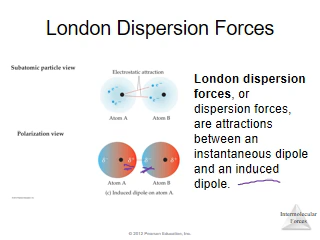 London Dispersion Forces
Subatomic particle view
Electrostatic attraction
Atom A
Atom B
Polarization view
δ+
δ−
δ+
Atom A
Atom B
(c) Induced dipole on atom A
London dispersion
forces, or
dispersion forces,
are attractions
between an
instantaneous dipole
and an induced
dipole.
Intermolecular
Forces
© 2012 Pearson Education, Inc.